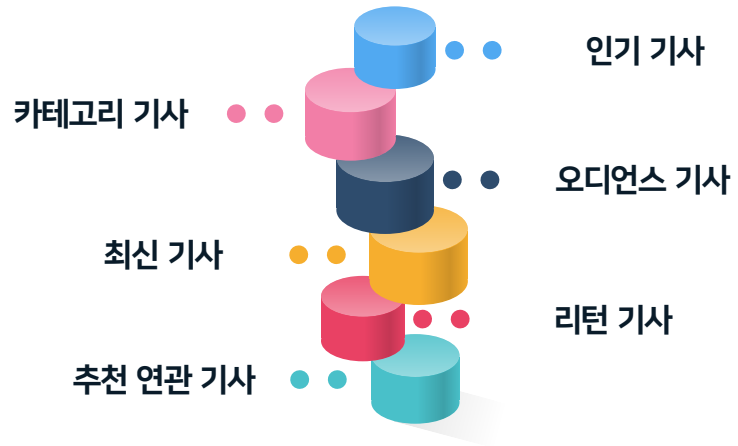 인기 기사
카테고리 기사
오디언스 기사
최신 기사
리턴 기사
추천 연관 기사